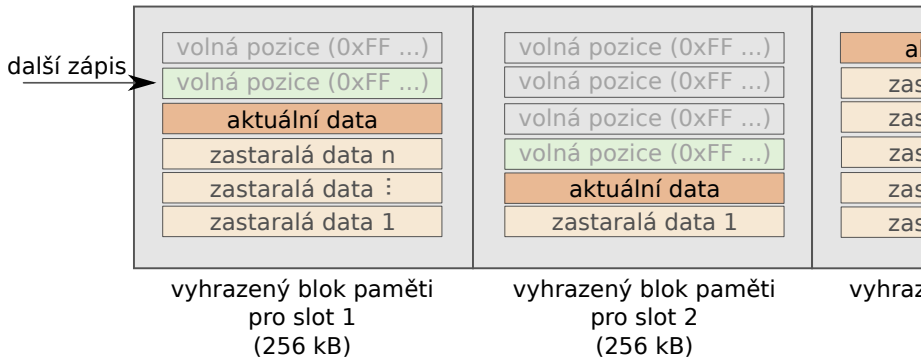 další zápis
volná pozice (0xFF ...)
volná pozice (0xFF ...)
aktuální data
zastaralá data n
zastaralá data ⋮
zastaralá data 1
vyhrazený blok paměti
pro slot 1
(256 kB)
volná pozice (0xFF ...)
volná pozice (0xFF ...)
volná pozice (0xFF ...)
volná pozice (0xFF ...)
aktuální data
zastaralá data 1
vyhrazený blok paměti
pro slot 2
(256 kB)